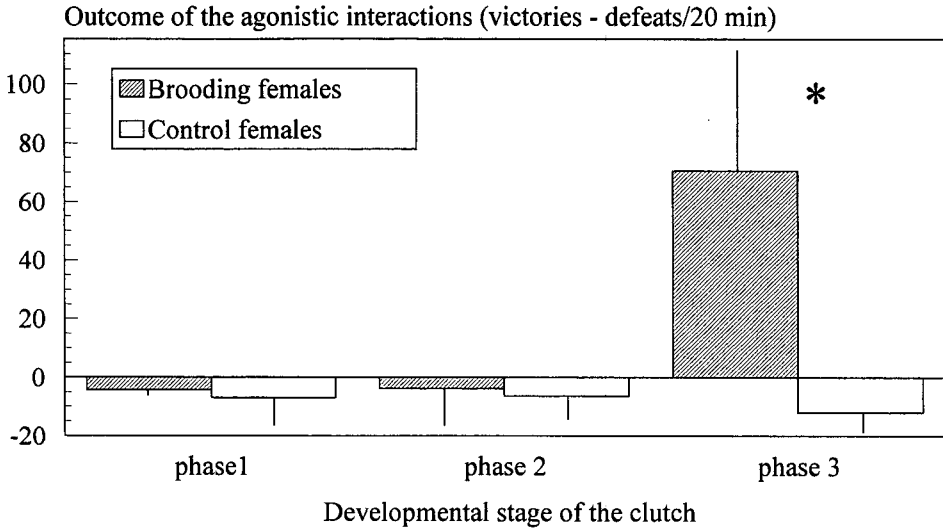 Outcome of the agonistic interactions (victories - defeats/20 min)
100
80
60
40
20
0
-20
Brooding females
Control females
*
phase1 phase 2 phase 3
Developmental stage of the clutch